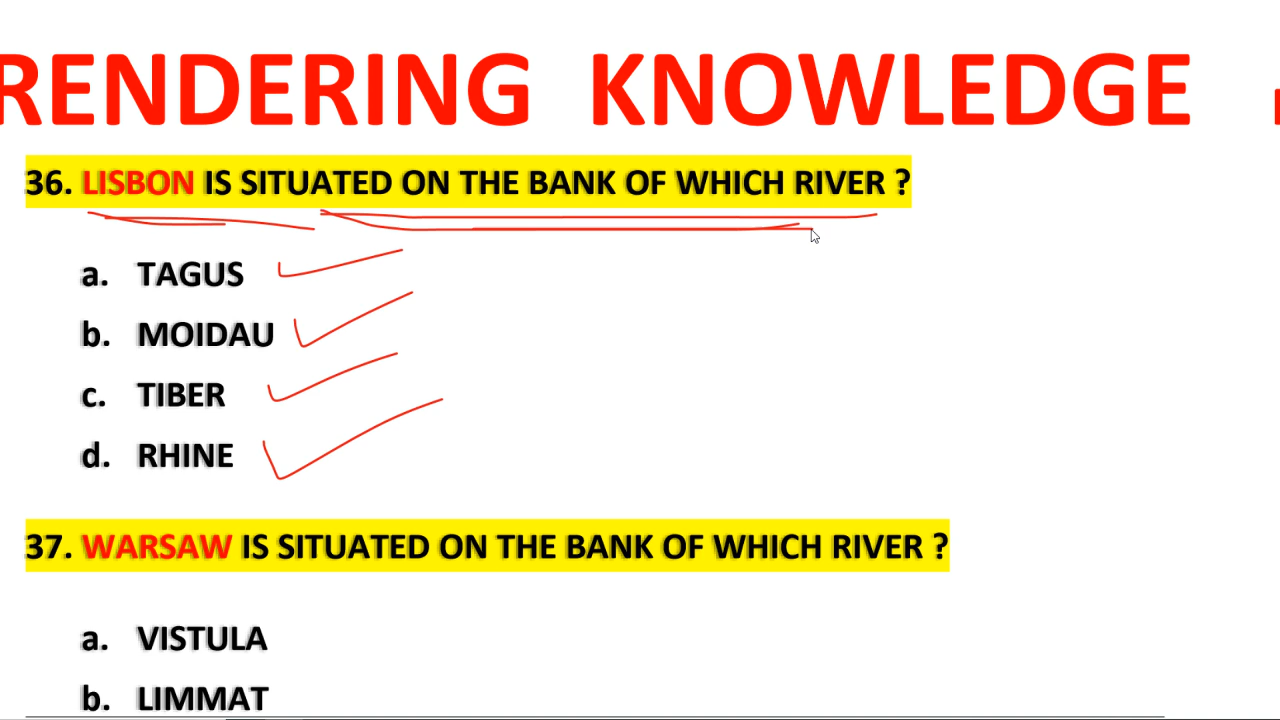 RENDERING KNOWLEDGE
36. LISBON IS SITUATED ON THE BANK OF WHICH RIVER ?
a. TAGUS
b. MOIDAU
c. TIBER
d. RHINE
37. WARSAW IS SITUATED ON THE BANK OF WHICH RIVER ?
a. VISTULA
b. LIMMAT